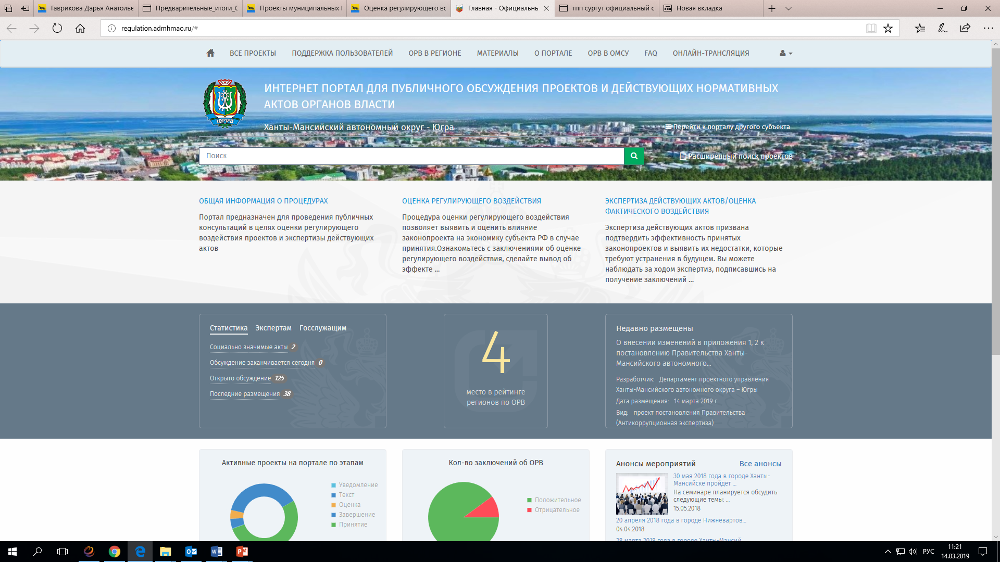 Гаврикова Дарья Анатолье
Предварительные_итоги_С
Проекты муниципальных
Оценка регулирующего вс
Главная - Официальнь
тпп сургут официальный с
Новая вкладка
regulation.admhmao.ru/#
ВСЕ ПРОЕКТЫ ПОДДЕРЖКА ПОЛЬЗОВАТЕЛЕЙ ОРВ В РЕГИОНЕ МАТЕРИАЛЫ О ПОРТАЛЕ ОРВ В ОМСУ FAQ ОНЛАЙН-ТРАНСЛЯЦИЯ
ИНТЕРНЕТ ПОРТАЛ ДЛЯ ПУБЛИЧНОГО ОБСУЖДЕНИЯ ПРОЕКТОВ И ДЕЙСТВУЮЩИХ НОРМАТИВНЫХ
АКТОВ ОРГАНОВ ВЛАСТИ
ЮГРА
Ханты-Мансийский автономный округ - Югра
Перейти к порталу другого субъекта
Поиск
Расширенный поиск проектов
ОБЩАЯ ИНФОРМАЦИЯ О ПРОЦЕДУРАХ
Портал предназначен для проведения публичных
консультаций в целях оценки регулирующего
воздействия проектов и экспертизы действующих
актов
ОЦЕНКА РЕГУЛИРУЮЩЕГО ВОЗДЕЙСТВИЯ
Процедура оценки регулирующего воздействия
позволяет выявить и оценить влияние
законопроекта на экономику субъекта РФ в случае
принятия.Ознакомьтесь с заключениями об оценке
регулирующего воздействия, сделайте вывод об
эффекте ...
ЭКСПЕРТИЗА ДЕЙСТВУЮЩИХ АКТОВ/ОЦЕНКА
ФАКТИЧЕСКОГО ВОЗДЕЙСТВИЯ
Экспертиза действующих актов призвана
подтвердить эффективность принятых
законопроектов и выявить их недостатки, которые
требуют устранения в будущем. Вы можете
наблюдать за ходом экспертиз, подписавшись на
получение заключений ...
Статистика Экспертам Госслужащим
Социально значимые акты 2
Обсуждение заканчивается сегодня 0
Открыто обсуждение 125
Последние размещения 38
4
место в рейтинге
регионов по ОРВ
Недавно размещены
О внесении изменений в приложения 1, 2 к
постановлению Правительства Ханты-
Мансийского автономного...
Разработчик: Департамент проектного управления
Ханты-Мансийского автономного округа – Югры
Дата размещения: 14 марта 2019 г.
Вид: проект постановления Правительства
(Антикоррупционная экспертиза)
Активные проекты на портале по этапам
Уведомление
Текст
Оценка
Завершение
Принятие
Кол-во заключений об ОРВ
Положительное
Отрицательное
Анонсы мероприятий
Все анонсы
30 мая 2018 года в городе Ханты-
Мансийске пройдет ...
На семинаре планируется обсудить
следующие темы: ...
15.05.2018
20 апреля 2018 года в городе Нижневартов...
04.04.2018
28 марта 2018 года в городе Ханты-Мансий...
РУС
11:21
14.03.2019